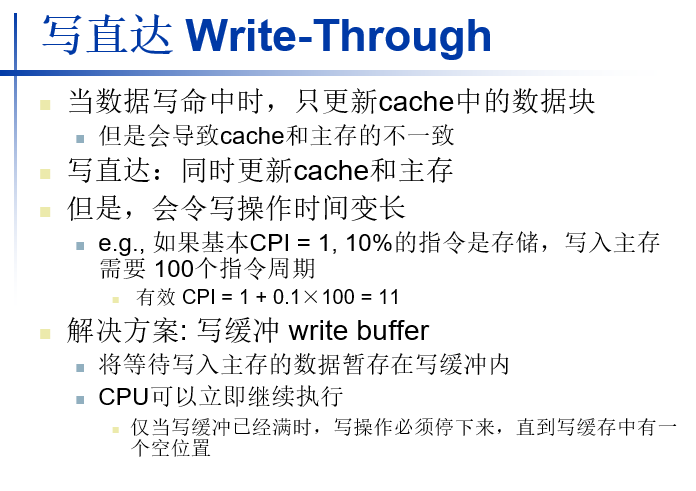 写直达 Write-Through
当数据写命中时，只更新cache中的数据块
但是会导致cache和主存的不一致
写直达：同时更新cache和主存
但是，会令写操作时间变长
e.g., 如果基本CPI = 1, 10%的指令是存储，写入主存
需要 100个指令周期
有效 CPI = 1 + 0.1×100 = 11
解决方案: 写缓冲 write buffer
将等待写入主存的数据暂存在写缓冲内
CPU可以立即继续执行
仅当写缓冲已经满时，写操作必须停下来，直到写缓存中有一
个空位置